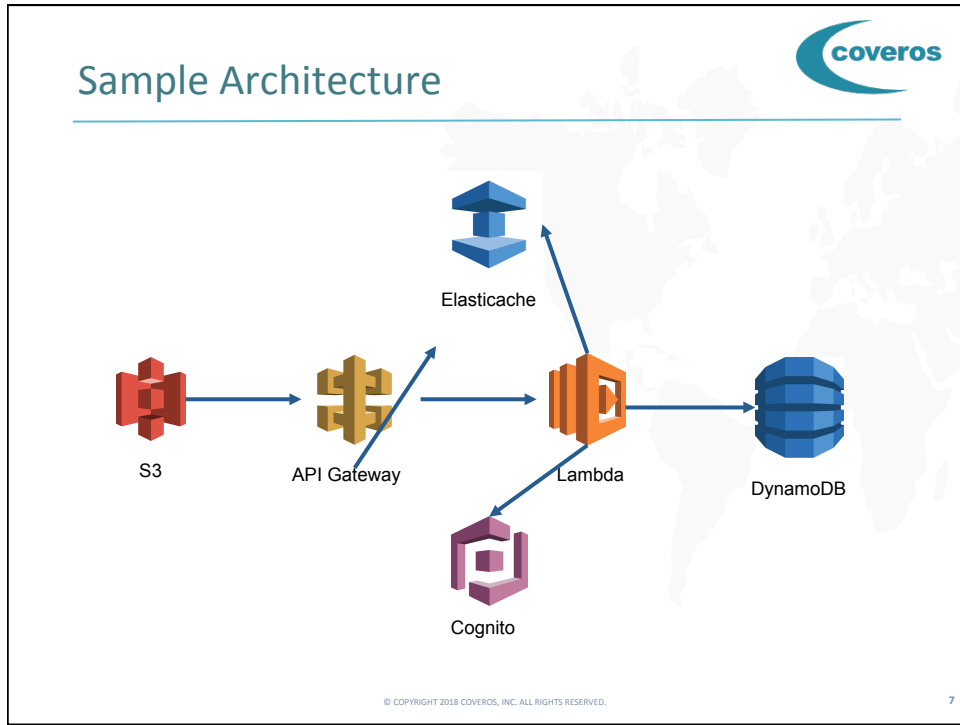 Sample Architecture
coveros
Elasticache
S3
API Gateway
Lambda
DynamoDB
Cognito
© COPYRIGHT 2018 COVEROS, INC. ALL RIGHTS RESERVED.
7